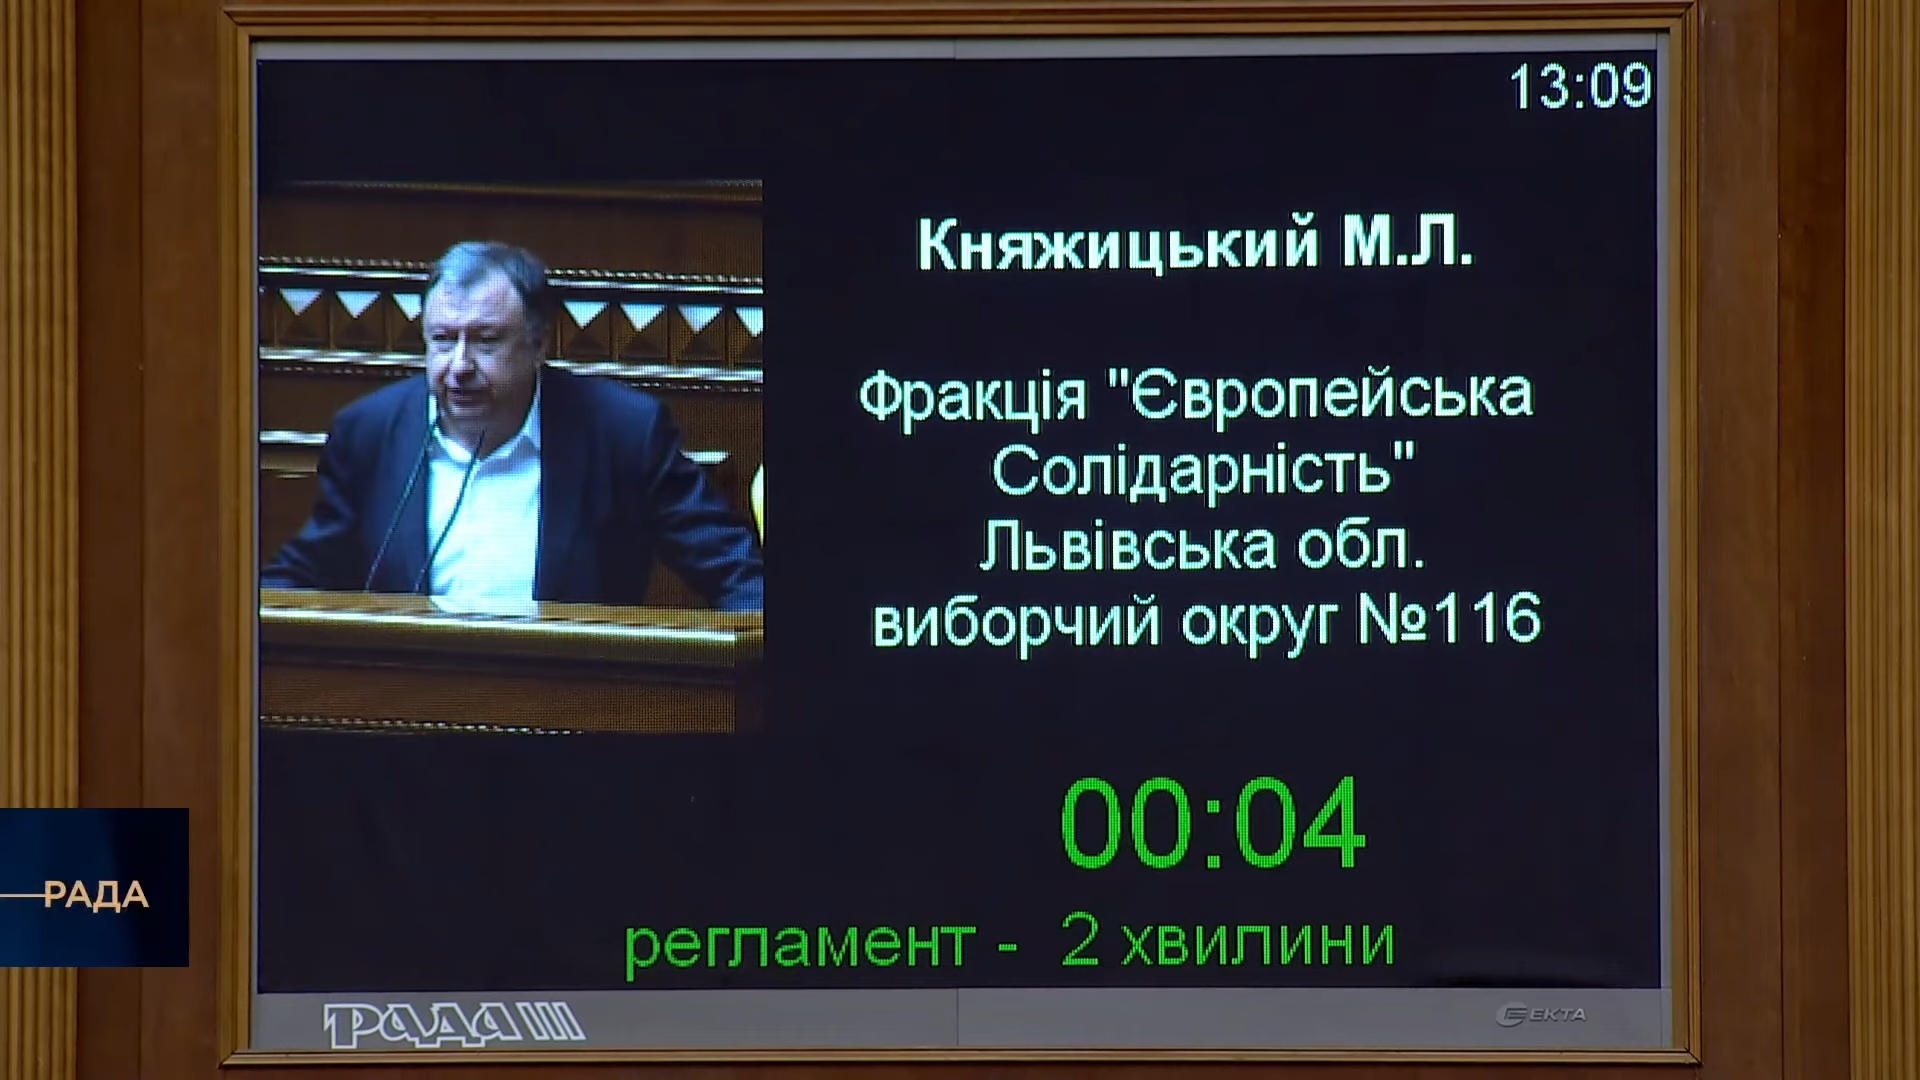 13:09
Княжицький М.Л.
Фракція "Європейська
Солідарність"
Львівська обл.
виборчий округ №116
00:04
регламент - 2 хвилини
РАДА
РАДА III
ЕКТА